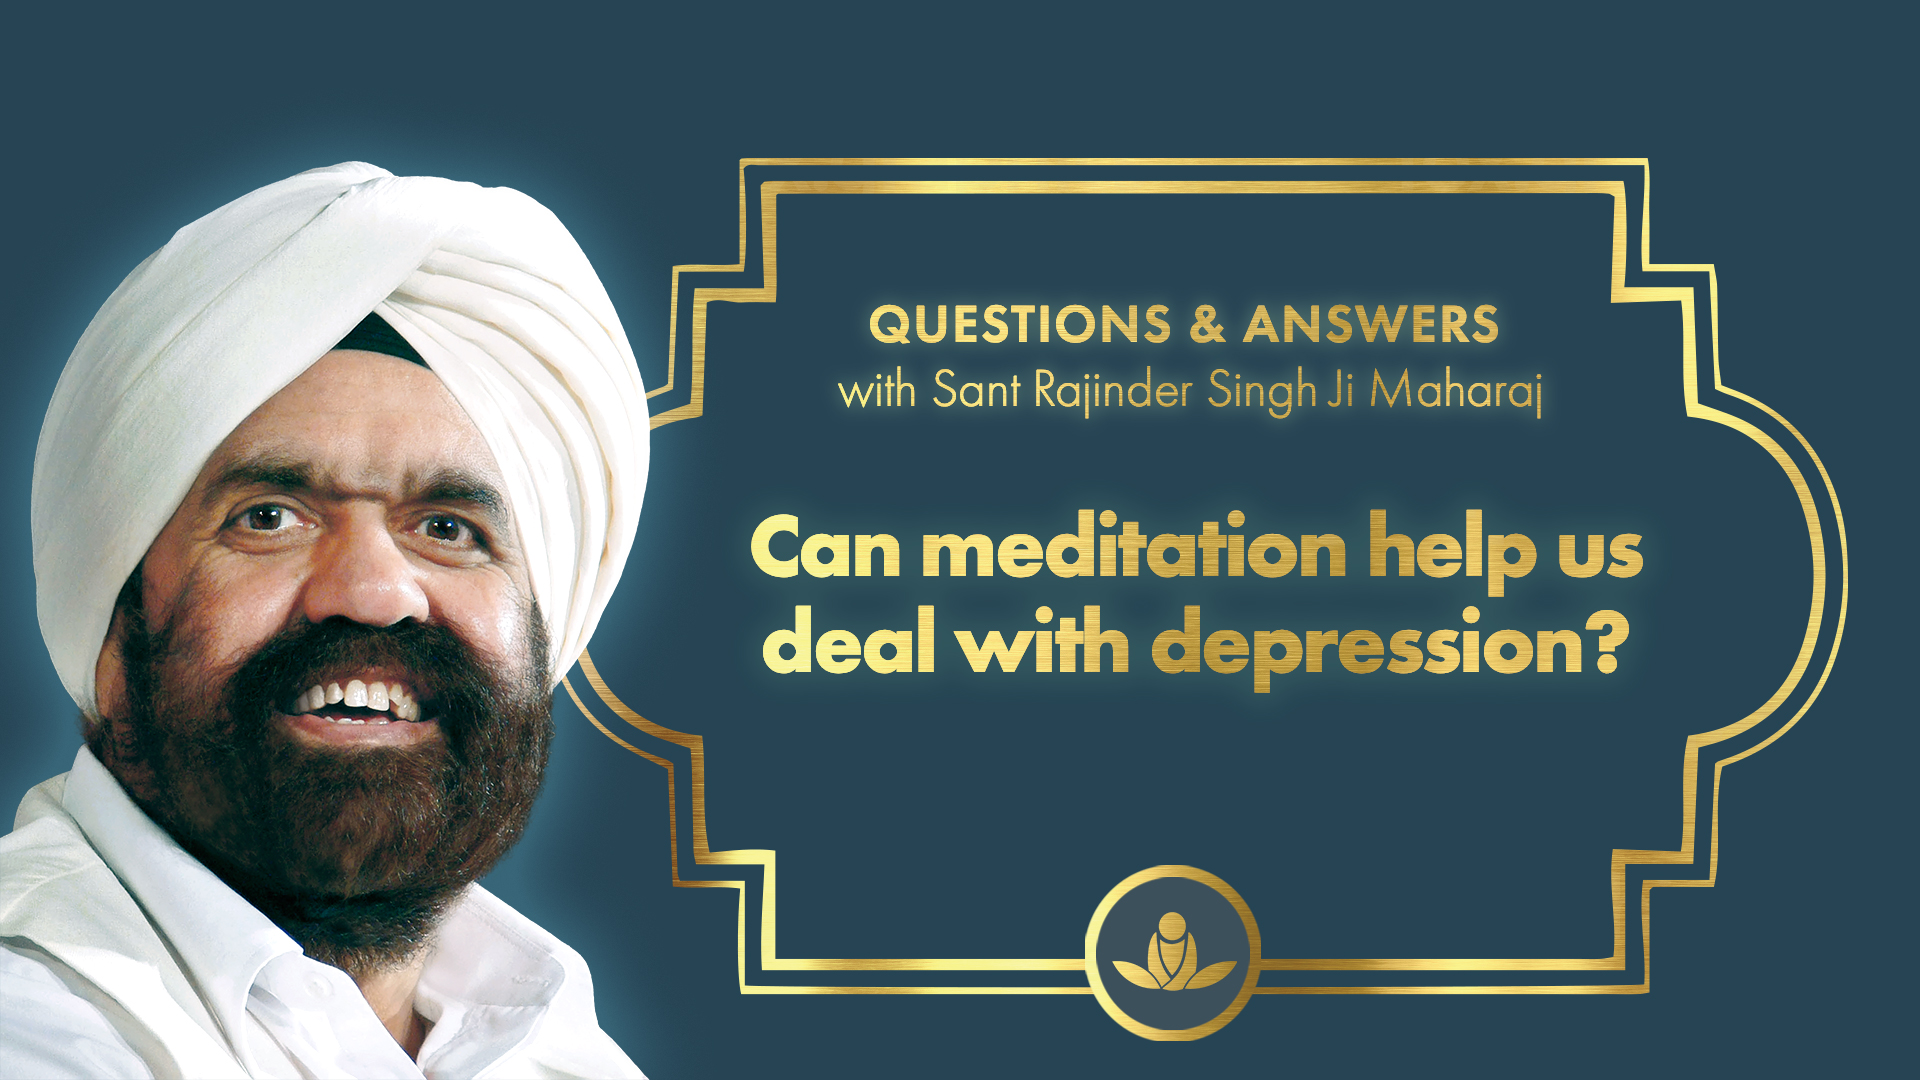 QUESTIONS & ANSWERS
with Sant Rajinder Singh Ji Maharaj
Can meditation help us
deal with depression?